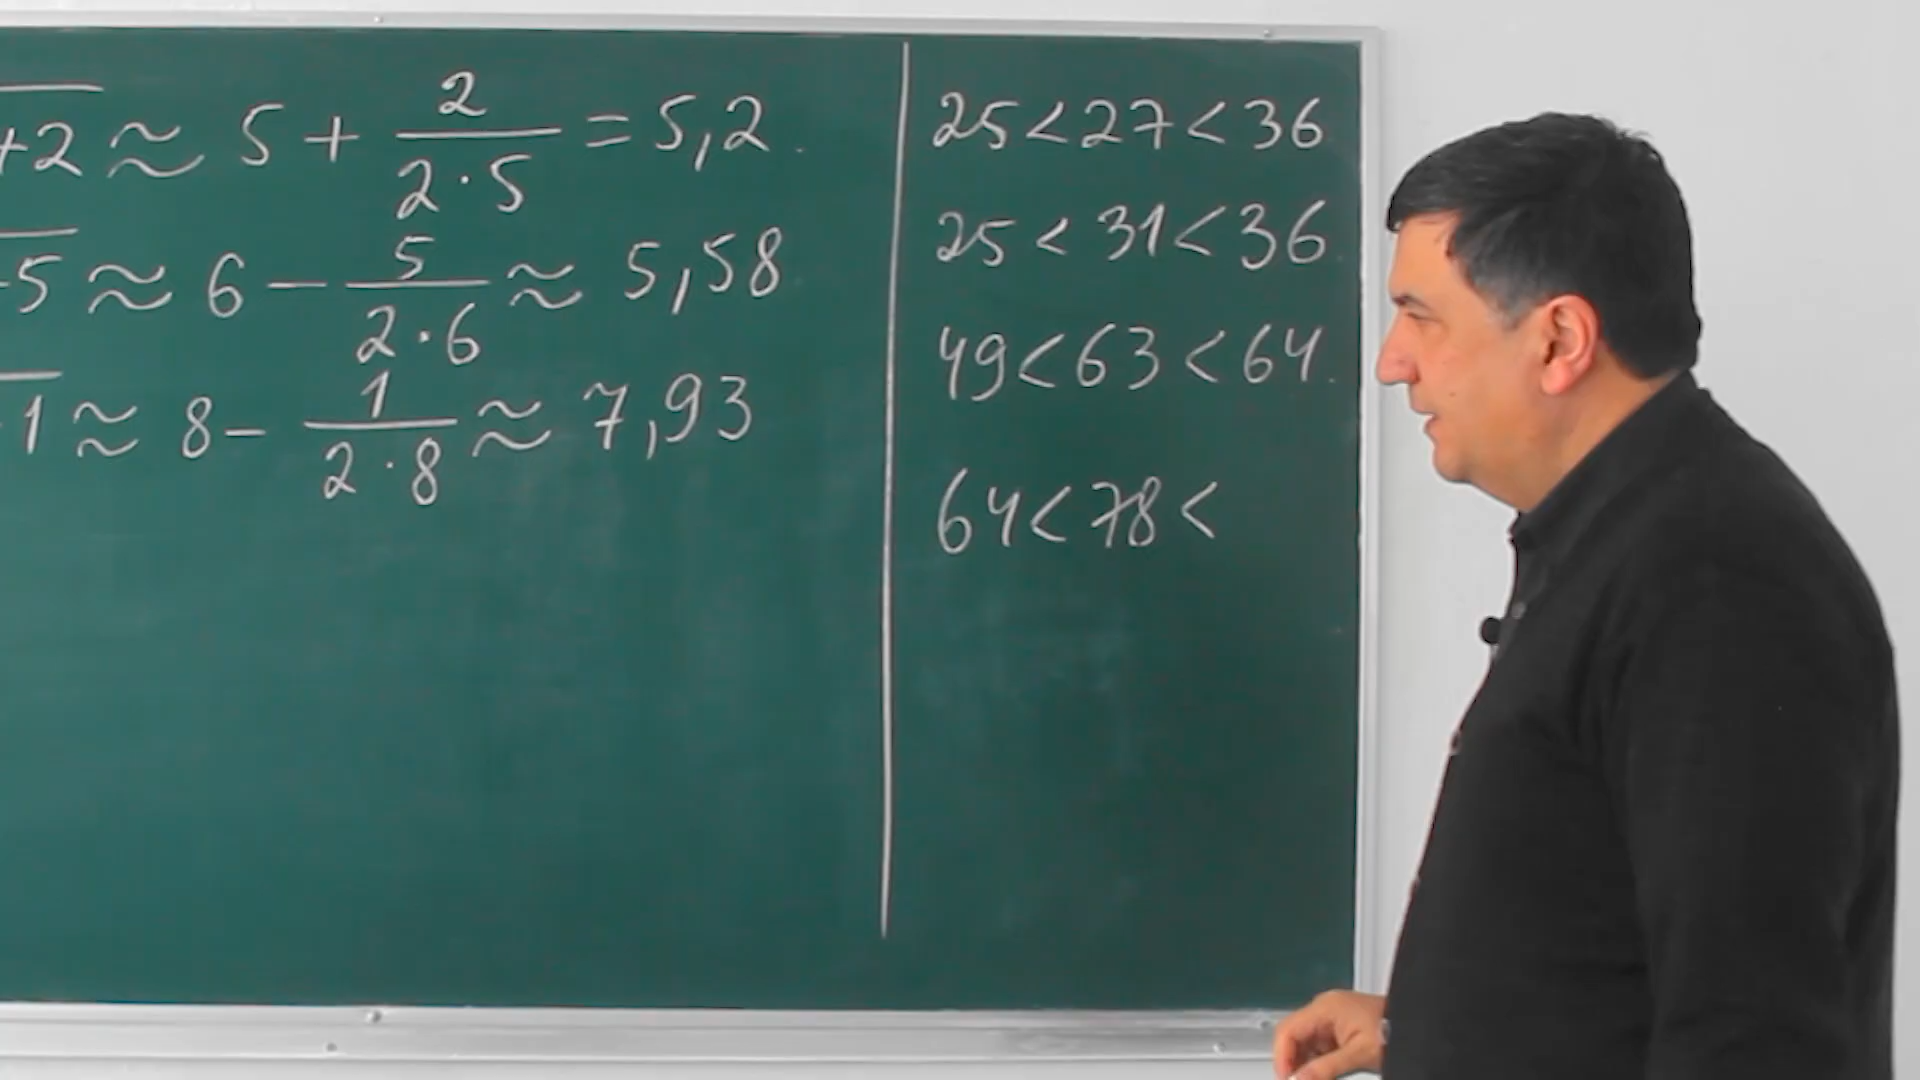 +2 ≈ 5 + 2/(2·5) = 5,2.
-5 ≈ 6 - 5/(2·6) ≈ 5,58
-1 ≈ 8 - 1/(2·8) ≈ 7,93
25 < 27 < 36
25 < 31 < 36.
49 < 63 < 64.
64 < 78 <